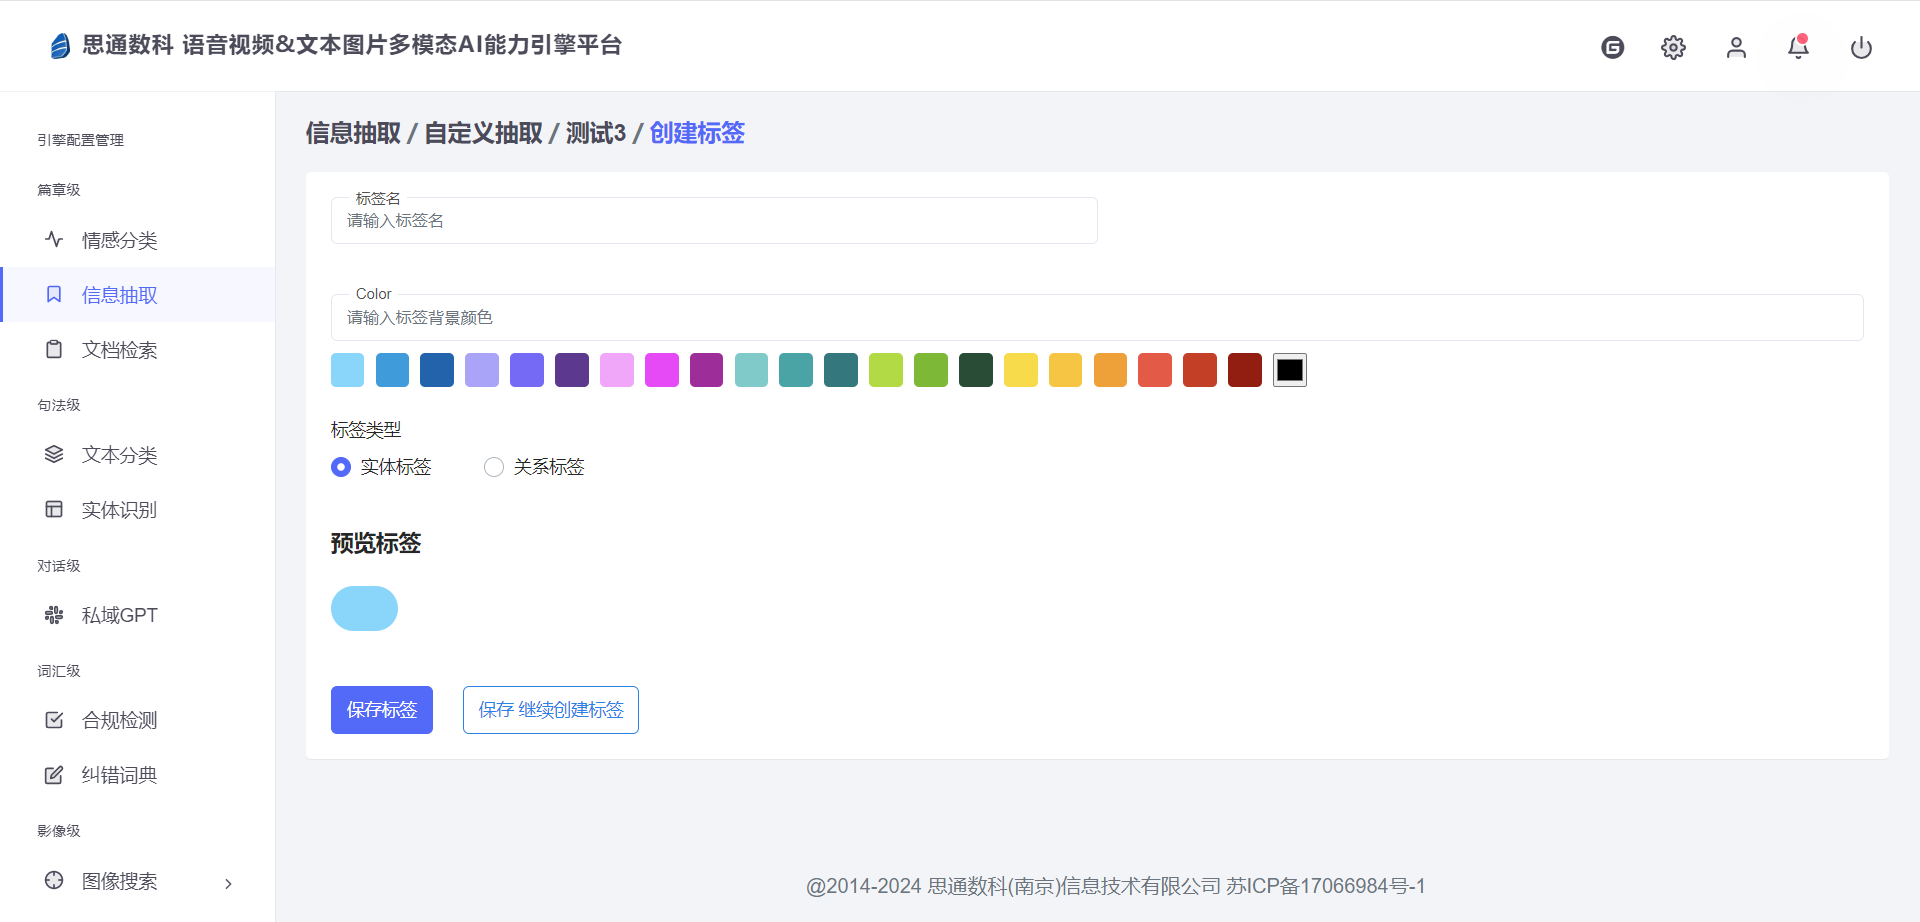 思通数科 语音视频&文本图片多模态AI能力引擎平台
引擎配置管理
篇章级
情感分类
信息抽取
文档检索
句法级
文本分类
实体识别
对话级
私域GPT
词汇级
合规检测
纠错词典
影像级
图像搜索
信息抽取 / 自定义抽取 / 测试3 / 创建标签
标签名
请输入标签名
Color
请输入标签背景颜色
标签类型
实体标签 关系标签
预览标签
保存标签 保存 继续创建标签
@2014-2024 思通数科(南京)信息技术有限公司 苏ICP备17066984号-1